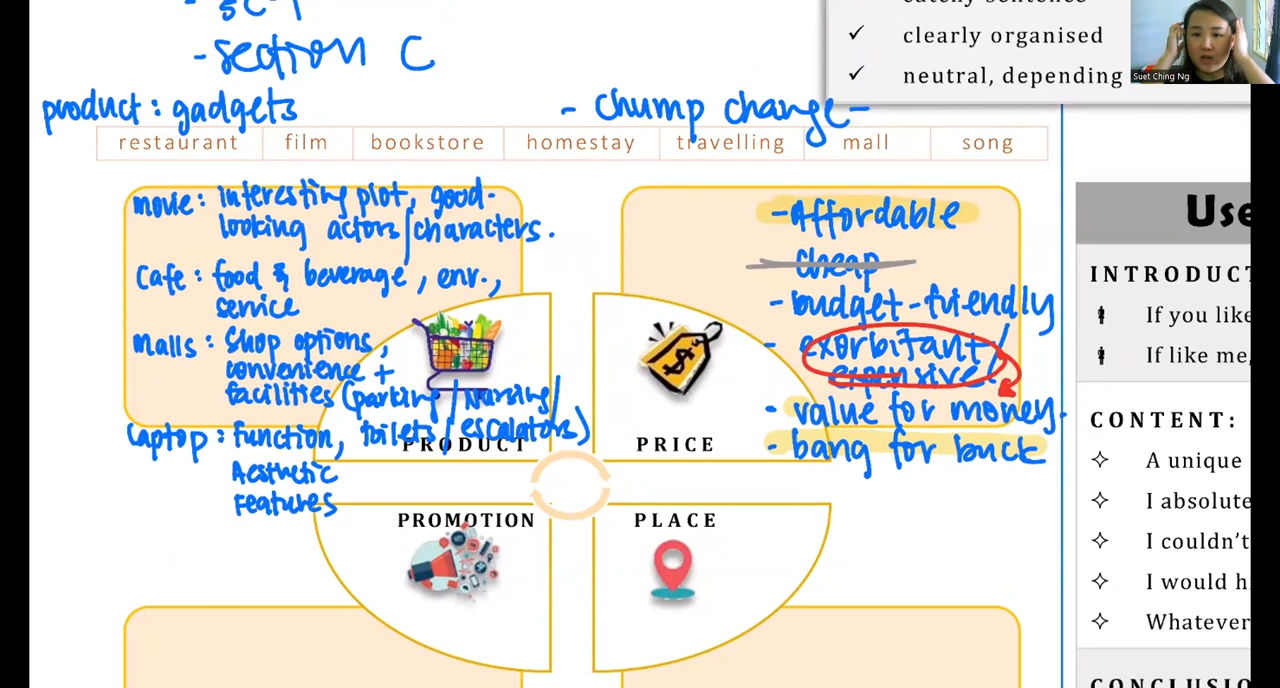 - section C
clearly organised
neutral, depending
Suet Ching Ng
product: gadgets
- chump change -
restaurant film bookstore homestay travelling mall song
movie: interesting plot, good-
looking actors/characters.
Cafe: food & beverage, enr.,
service
Malls: Shop options,
convenience +
facilities (parking/nursing/
toilets/escalators)
Laptop: function,
Aesthetic
Features
- Affordable
cheap
- budget-friendly
- exorbitant/
expensive
- value for money.
- bang for buck
PRODUCT
PRICE
PROMOTION
PLACE
Use
INTRODUCT
If you like
If like me,
CONTENT:
A unique
I absolute
I couldn't
I would h
Whatever
CONCLUSIO